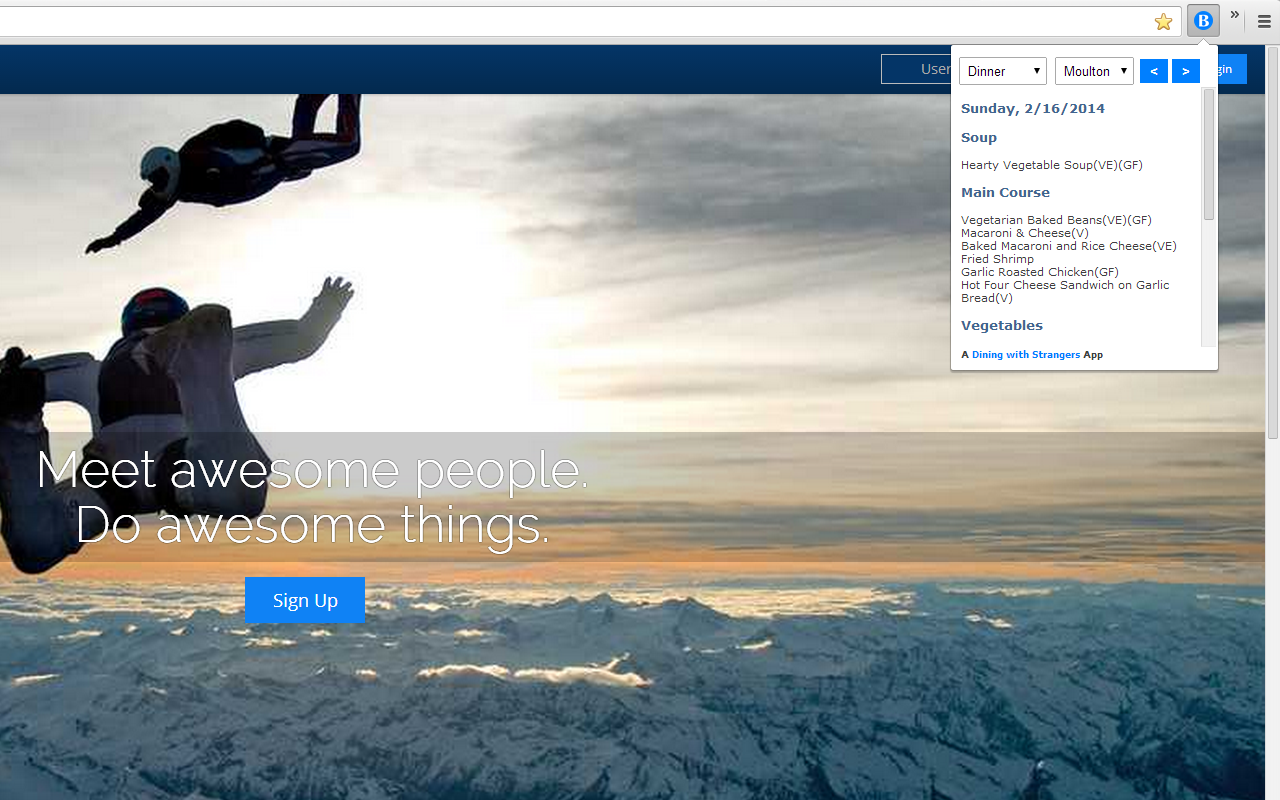 B
»
User
Dinner
Moulton
<
>
gin
Sunday, 2/16/2014
Soup
Hearty Vegetable Soup(VE)(GF)
Main Course
Vegetarian Baked Beans(VE)(GF)
Macaroni & Cheese(V)
Baked Macaroni and Rice Cheese(VE)
Fried Shrimp
Garlic Roasted Chicken(GF)
Hot Four Cheese Sandwich on Garlic
Bread(V)
Vegetables
A Dining with Strangers App
Meet awesome people.
Do awesome things.
Sign Up